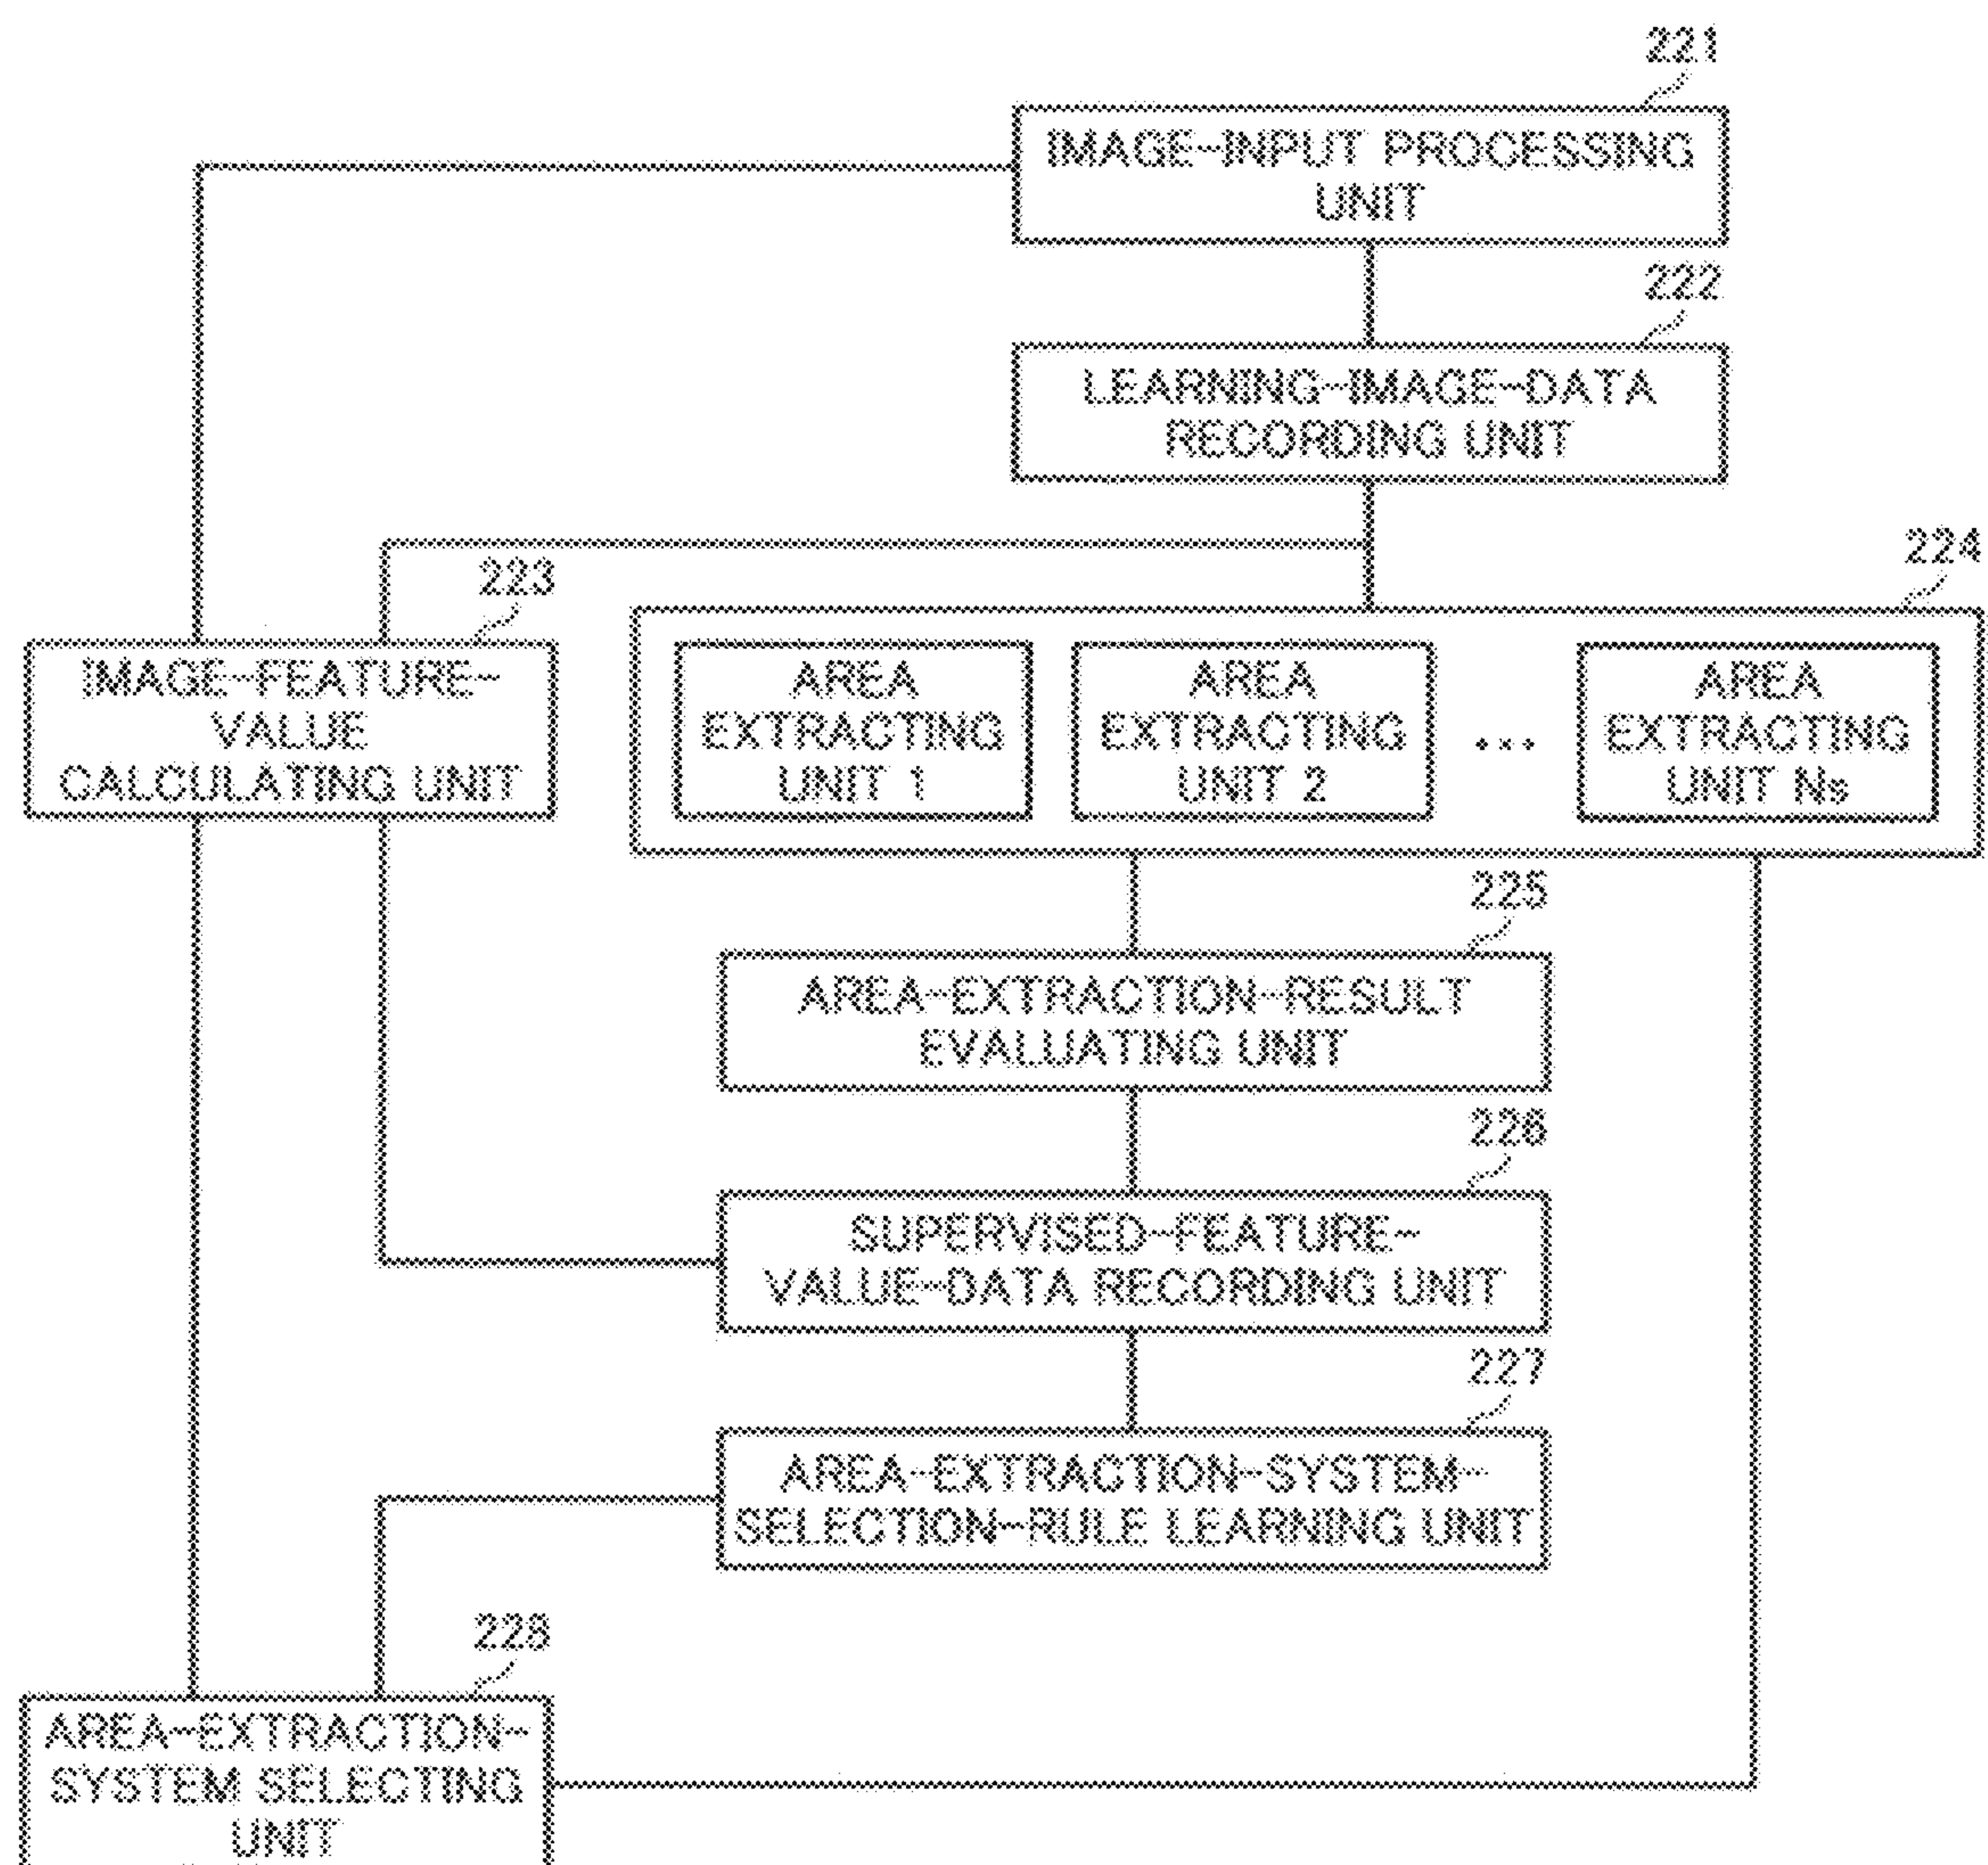 221
IMAGE-INPUT PROCESSING
UNIT
222
LEARNING-IMAGE-DATA
RECORDING UNIT
223
IMAGE-FEATURE-
VALUE
CALCULATING UNIT
224
AREA
EXTRACTING
UNIT 1
AREA
EXTRACTING
UNIT 2
...
AREA
EXTRACTING
UNIT Ns
225
AREA-EXTRACTION-RESULT
EVALUATING UNIT
226
SUPERVISED-FEATURE-
VALUE-DATA RECORDING UNIT
227
AREA-EXTRACTION-SYSTEM-
SELECTION-RULE LEARNING UNIT
228
AREA-EXTRACTION-
SYSTEM SELECTING
UNIT